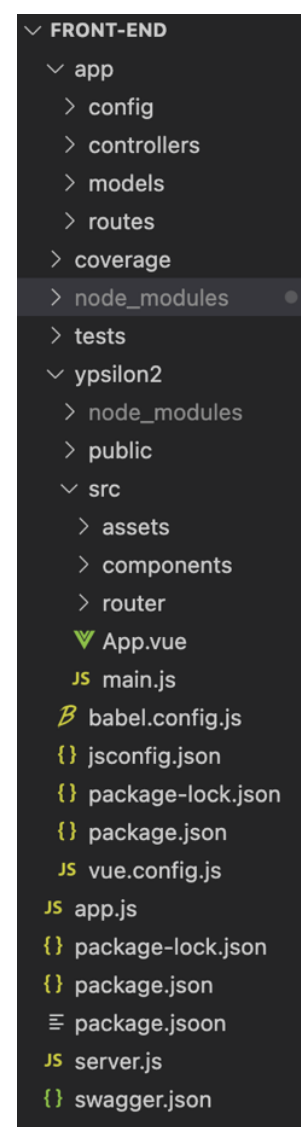 FRONT-END
app
config
controllers
models
routes
coverage
node_modules
tests
ypsilon2
node_modules
public
src
assets
components
router
App.vue
JS main.js
babel.config.js
{} jsconfig.json
{} package-lock.json
{} package.json
JS vue.config.js
JS app.js
{} package-lock.json
{} package.json
package.jsoon
JS server.js
{} swagger.json